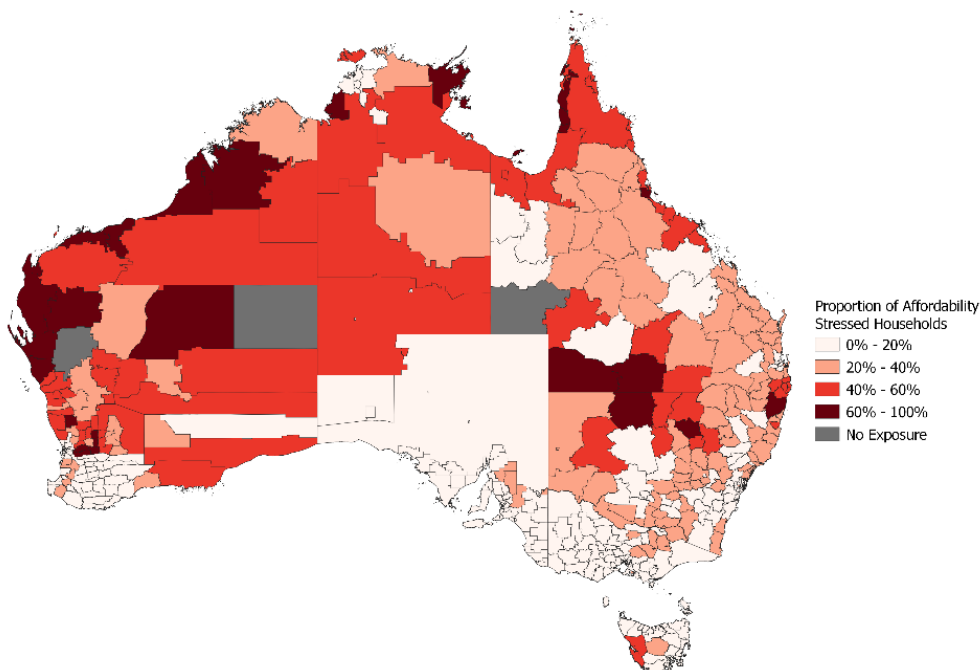 Proportion of Affordability
Stressed Households
0% - 20%
20% - 40%
40% - 60%
60% - 100%
No Exposure